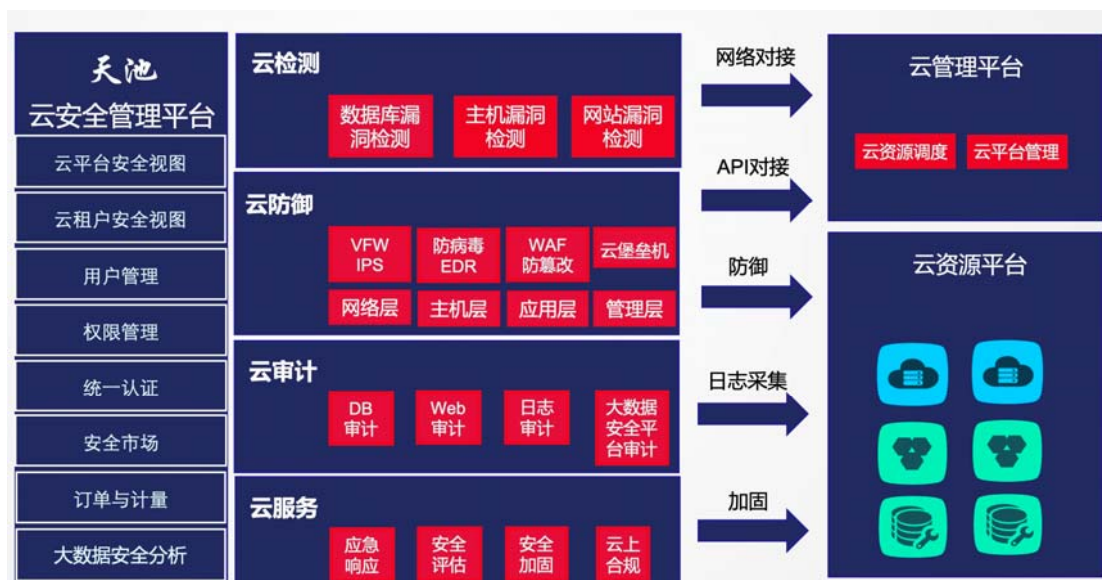 天池
云安全管理平台
云平台安全视图
云租户安全视图
用户管理
权限管理
统一认证
安全市场
订单与计量
大数据安全分析
云检测
数据库漏
洞检测
主机漏洞
检测
网站漏洞
检测
云防御
VFW
IPS
防病毒
EDR
WAF
防篡改
云堡垒机
网络层
主机层
应用层
管理层
云审计
DB
审计
Web
审计
日志
审计
大数据
安全平
台审计
云服务
应急
响应
安全
评估
安全
加固
云上
合规
网络对接
API对接
防御
日志采集
加固
云管理平台
云资源调度
云平台管理
云资源平台